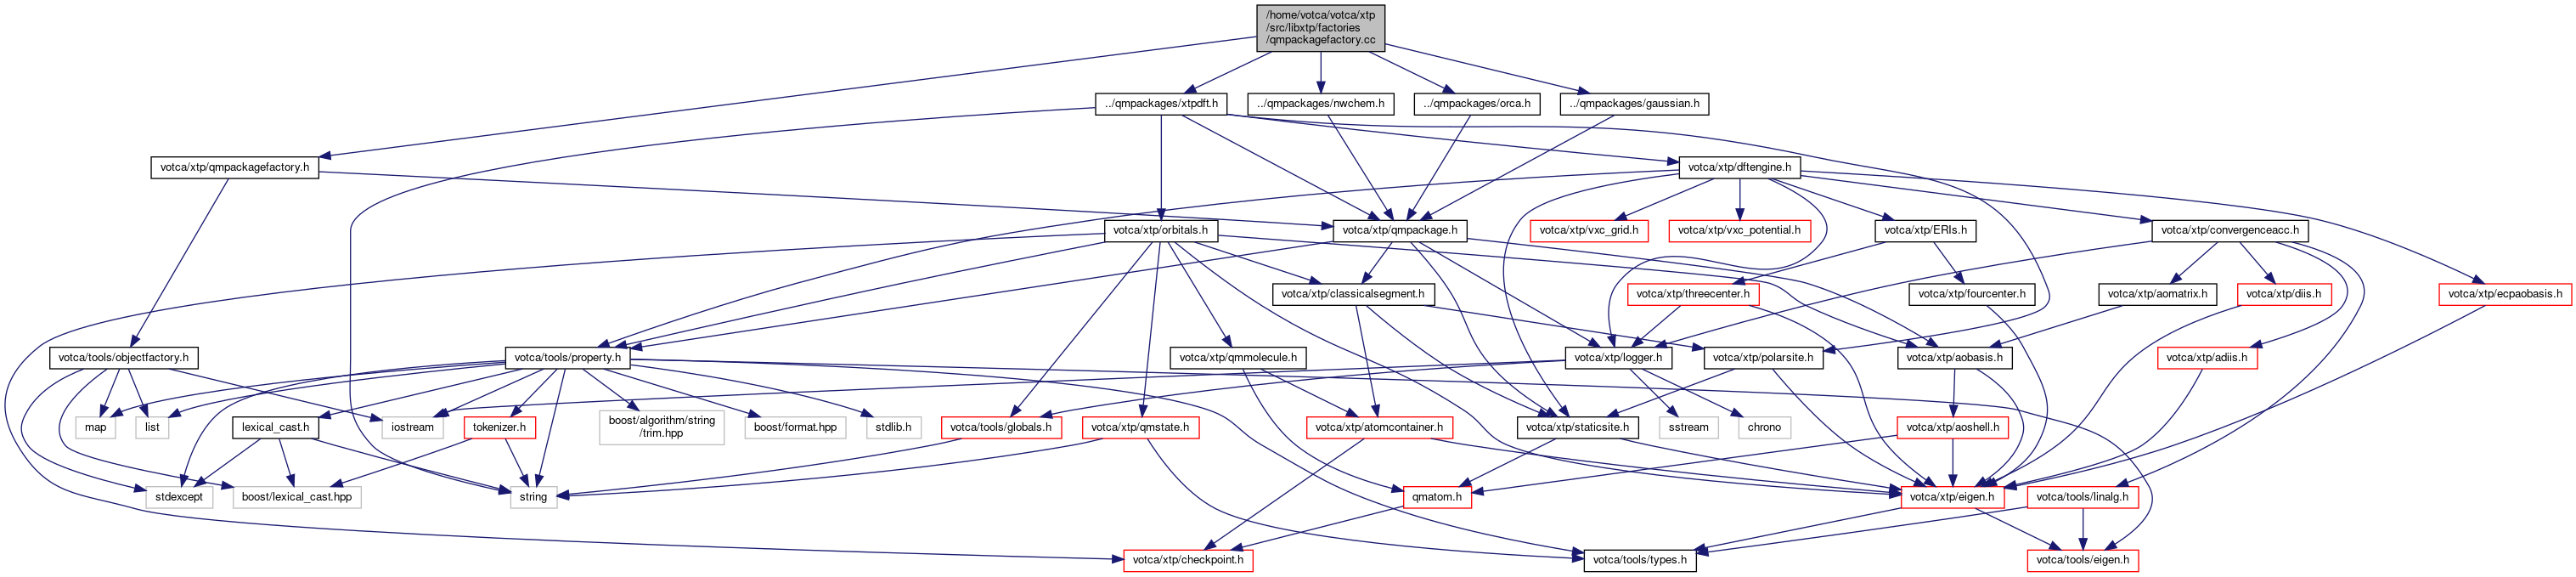 /home/votca/votca/xtp
/src/libxtp/factories
/qmpackagefactory.cc
../qmpackages/xtpdft.h
../qmpackages/nwchem.h
../qmpackages/orca.h
../qmpackages/gaussian.h
votca/xtp/qmpackagefactory.h
votca/xtp/dftengine.h
votca/xtp/orbitals.h
votca/xtp/qmpackage.h
votca/xtp/vxc_grid.h
votca/xtp/vxc_potential.h
votca/xtp/ERIs.h
votca/xtp/convergenceacc.h
votca/xtp/classicalsegment.h
votca/xtp/threecenter.h
votca/xtp/fourcenter.h
votca/xtp/aomatrix.h
votca/xtp/diis.h
votca/xtp/ecpaobasis.h
votca/tools/objectfactory.h
votca/tools/property.h
votca/xtp/qmmolecule.h
votca/xtp/logger.h
votca/xtp/polarsite.h
votca/xtp/aobasis.h
votca/xtp/adiis.h
map
list
lexical_cast.h
iostream
tokenizer.h
boost/algorithm/string
/trim.hpp
boost/format.hpp
stdlib.h
votca/tools/globals.h
votca/xtp/qmstate.h
votca/xtp/atomcontainer.h
votca/xtp/staticsite.h
sstream
chrono
votca/xtp/aoshell.h
stdexcept
boost/lexical_cast.hpp
string
qmatom.h
votca/xtp/eigen.h
votca/tools/linalg.h
votca/xtp/checkpoint.h
votca/tools/types.h
votca/tools/eigen.h